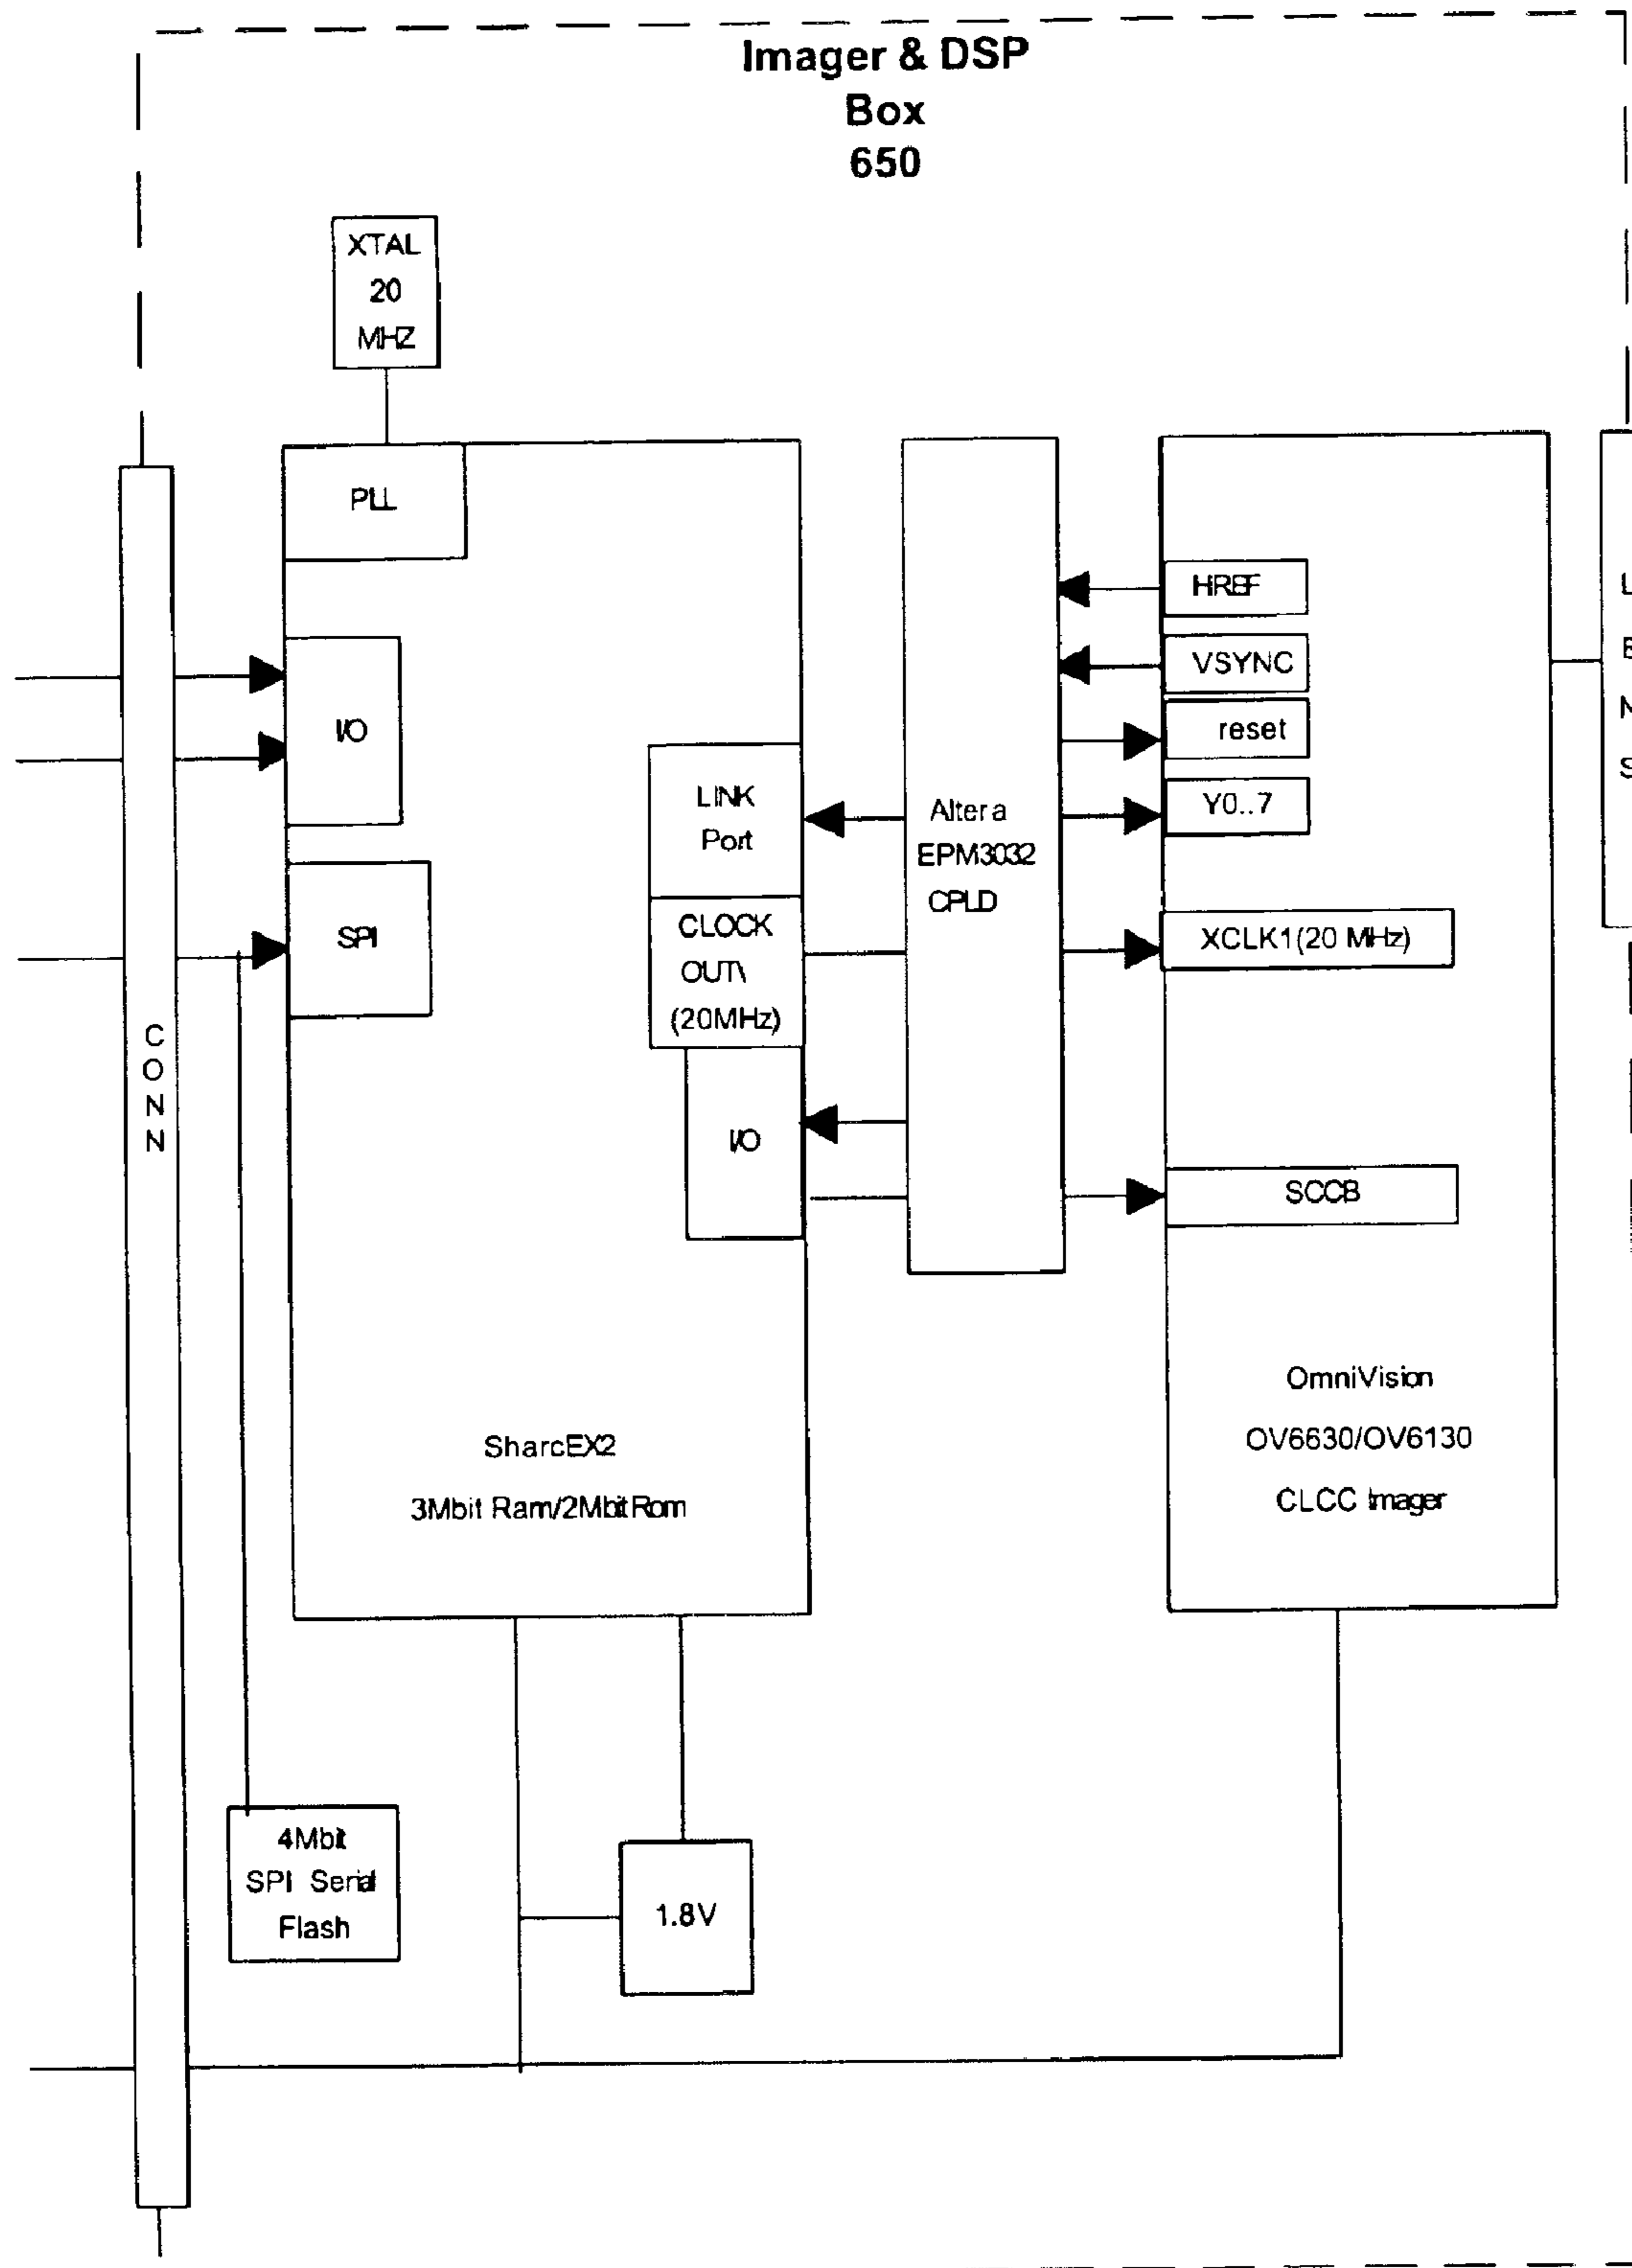 Imager & DSP
Box
650
XTAL
20
MHZ
PLL
I/O
SPI
LINK
Port
CLOCK
OUT\
(20MHz)
I/O
SharcEX2
3Mbit Ram/2Mbit Rom
Altera
EPM3032
CPLD
HREF
VSYNC
reset
Y0..7
XCLK1(20 MHz)
SCCB
OmniVision
OV6630/OV6130
CLCC Imager
L
E
N
S
C
O
N
N
4Mbit
SPI Serial
Flash
1.8V